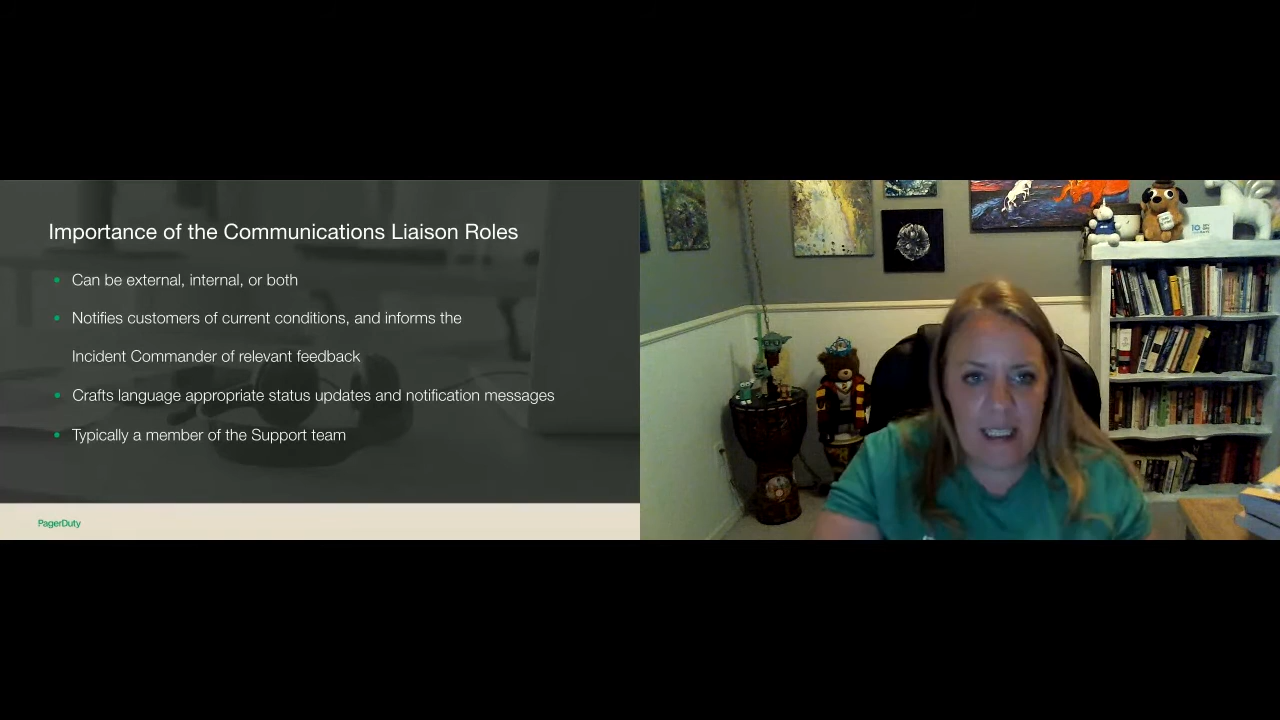 Importance of the Communications Liaison Roles
Can be external, internal, or both
Notifies customers of current conditions, and informs the
Incident Commander of relevant feedback
Crafts language appropriate status updates and notification messages
Typically a member of the Support team
PagerDuty